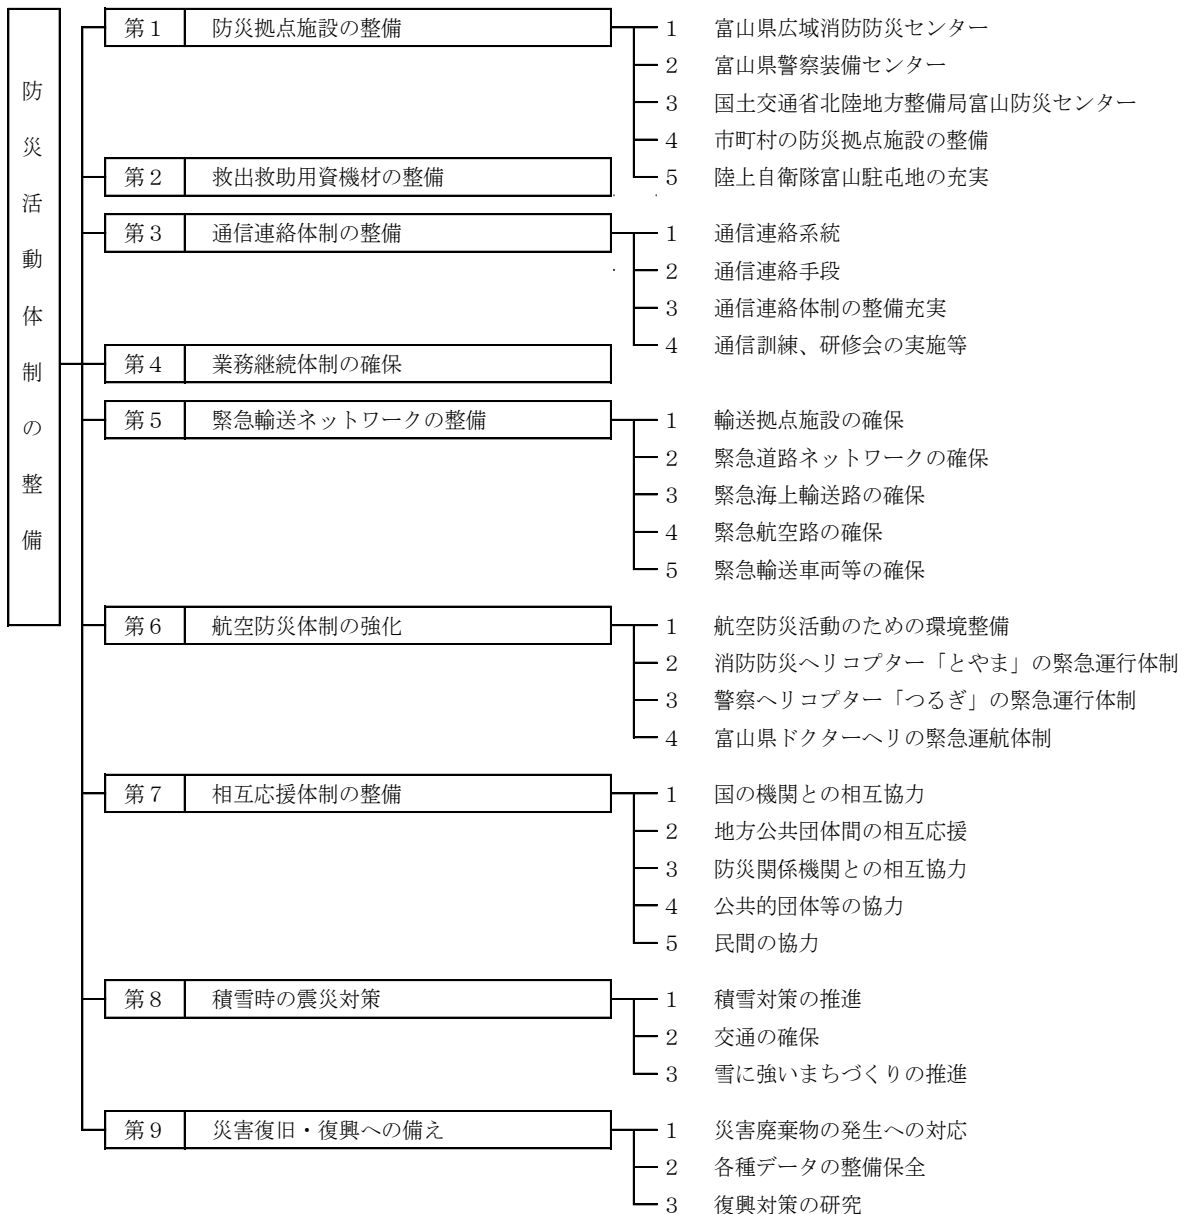 防災活動体制の整備
第１ 防災拠点施設の整備
１ 富山県広域消防防災センター
２ 富山県警察装備センター
３ 国土交通省北陸地方整備局富山防災センター
４ 市町村の防災拠点施設の整備
５ 陸上自衛隊富山駐屯地の充実
第２ 救出救助用資機材の整備
第３ 通信連絡体制の整備
１ 通信連絡系統
２ 通信連絡手段
３ 通信連絡体制の整備充実
４ 通信訓練、研修会の実施等
第４ 業務継続体制の確保
第５ 緊急輸送ネットワークの整備
１ 輸送拠点施設の確保
２ 緊急道路ネットワークの確保
３ 緊急海上輸送路の確保
４ 緊急航空路の確保
５ 緊急輸送車両等の確保
第６ 航空防災体制の強化
１ 航空防災活動のための環境整備
２ 消防防災ヘリコプター「とやま」の緊急運行体制
３ 警察ヘリコプター「つるぎ」の緊急運行体制
４ 富山県ドクターヘリの緊急運航体制
第７ 相互応援体制の整備
１ 国の機関との相互協力
２ 地方公共団体間の相互応援
３ 防災関係機関との相互協力
４ 公共的団体等の協力
５ 民間の協力
第８ 積雪時の震災対策
１ 積雪対策の推進
２ 交通の確保
３ 雪に強いまちづくりの推進
第９ 災害復旧・復興への備え
１ 災害廃棄物の発生への対応
２ 各種データの整備保全
３ 復興対策の研究